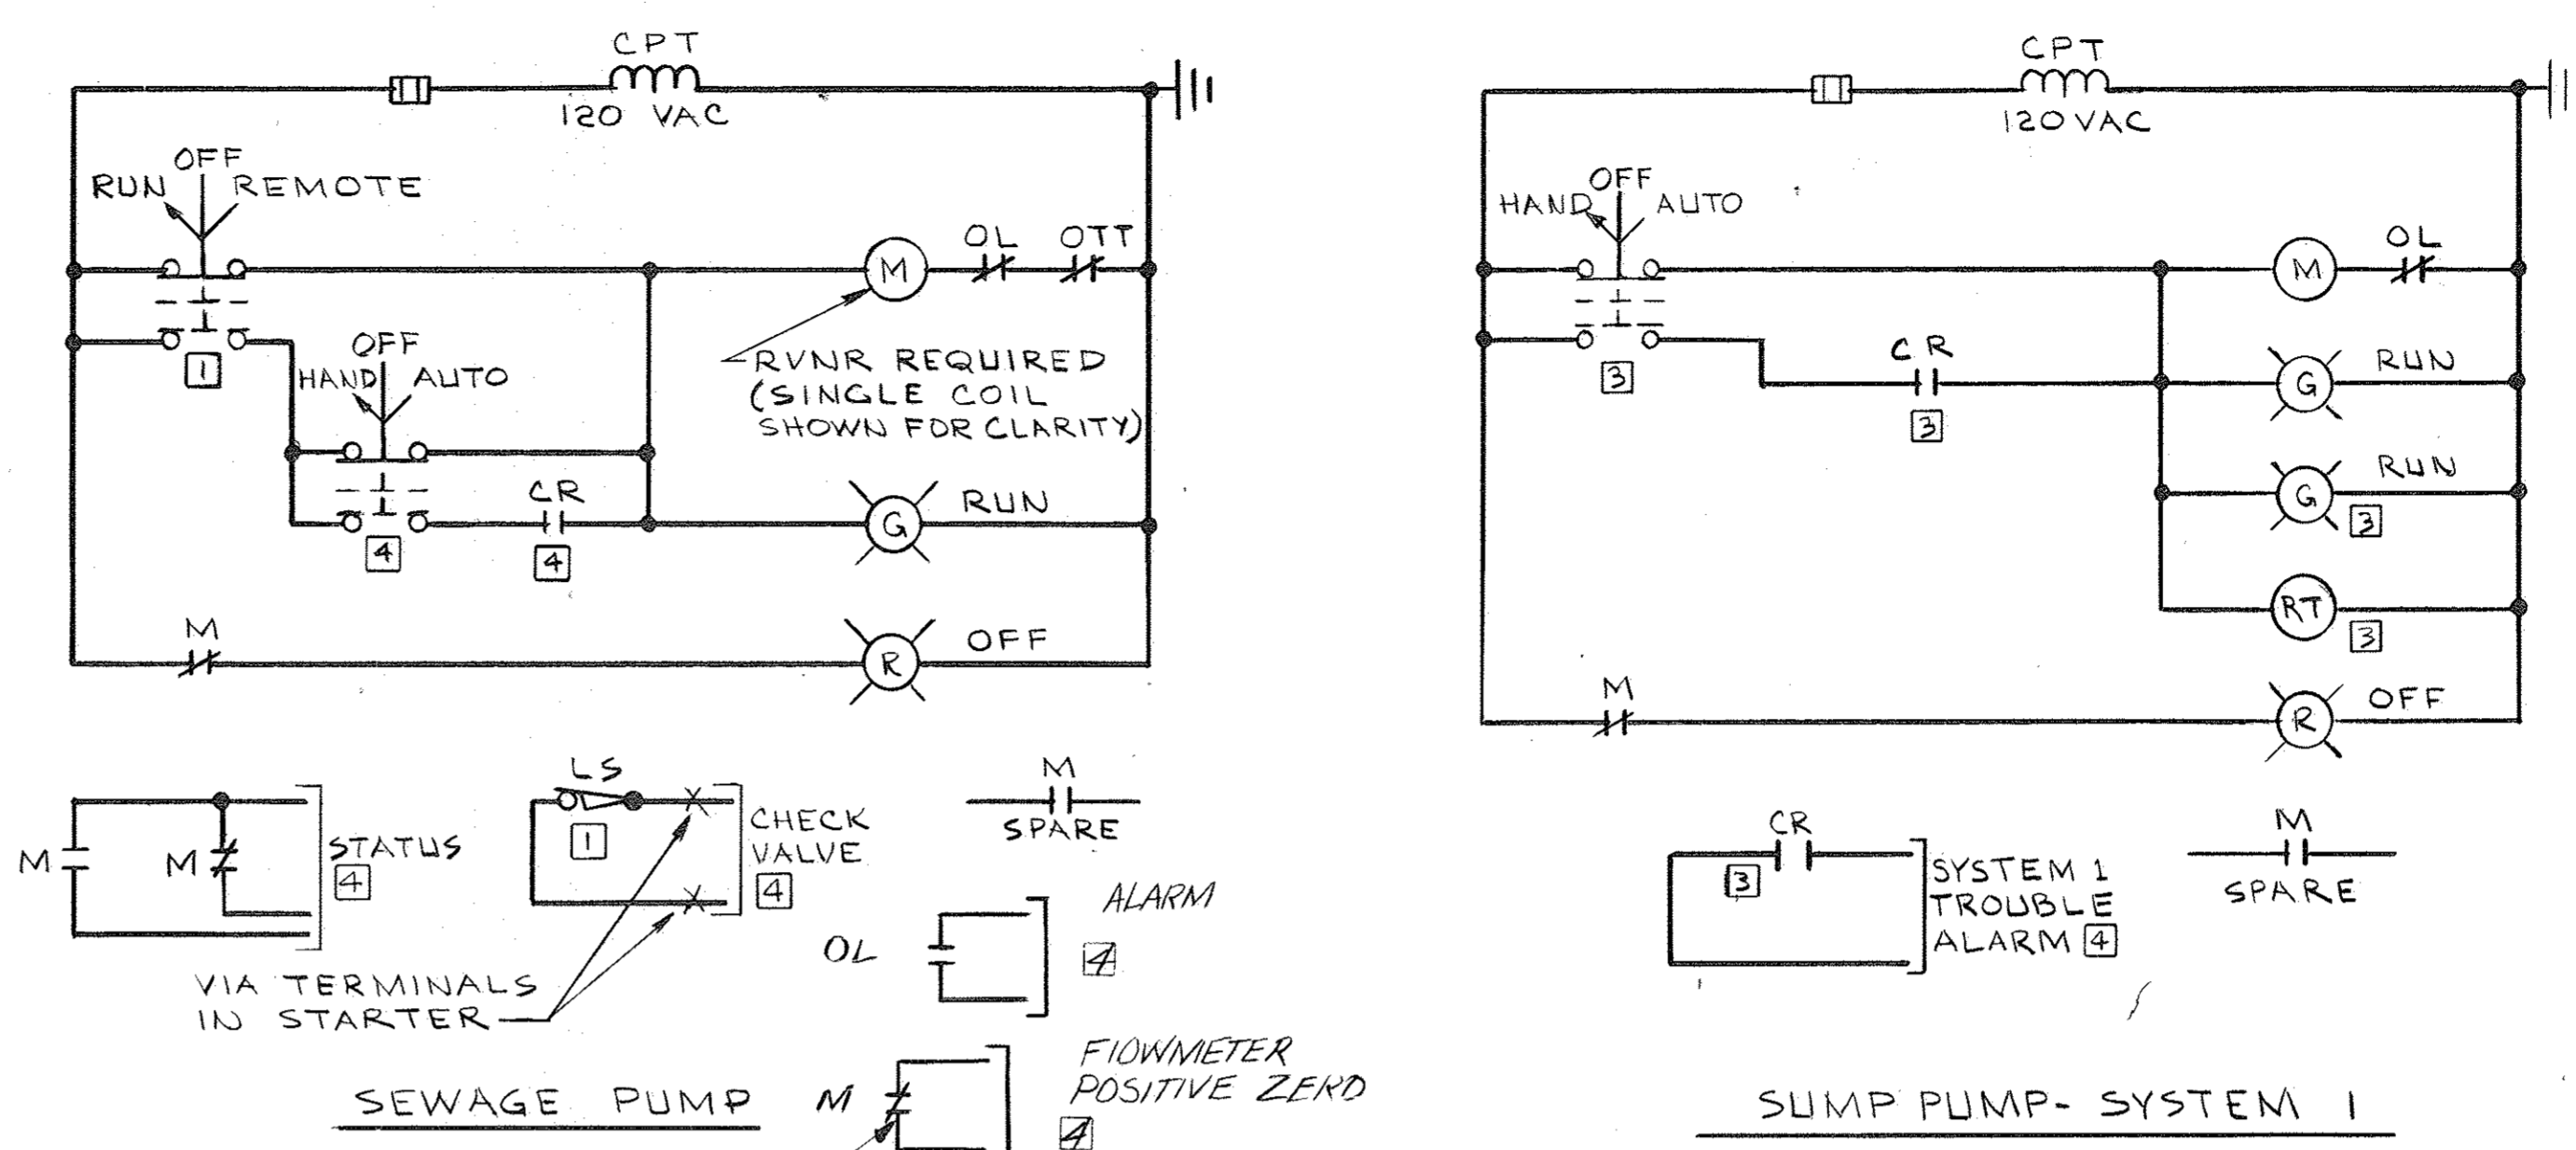 CPT
120 VAC
OFF
RUN REMOTE
M
OL OTT
1
RVNR REQUIRED
(SINGLE COIL
SHOWN FOR CLARITY)
OFF
HAND AUTO
CR
4
4
G
RUN
M
R
OFF
M
M
STATUS
4
LS
1
CHECK
VALVE
4
M
SPARE
VIA TERMINALS
IN STARTER
OL
ALARM
4
M
FLOWMETER
POSITIVE ZERO
4
SEWAGE PUMP
CPT
120 VAC
OFF
HAND AUTO
M
OL
3
CR
3
G
RUN
G
RUN
3
RT
3
M
R
OFF
CR
3
SYSTEM 1
TROUBLE
ALARM 4
M
SPARE
SUMP PUMP- SYSTEM 1